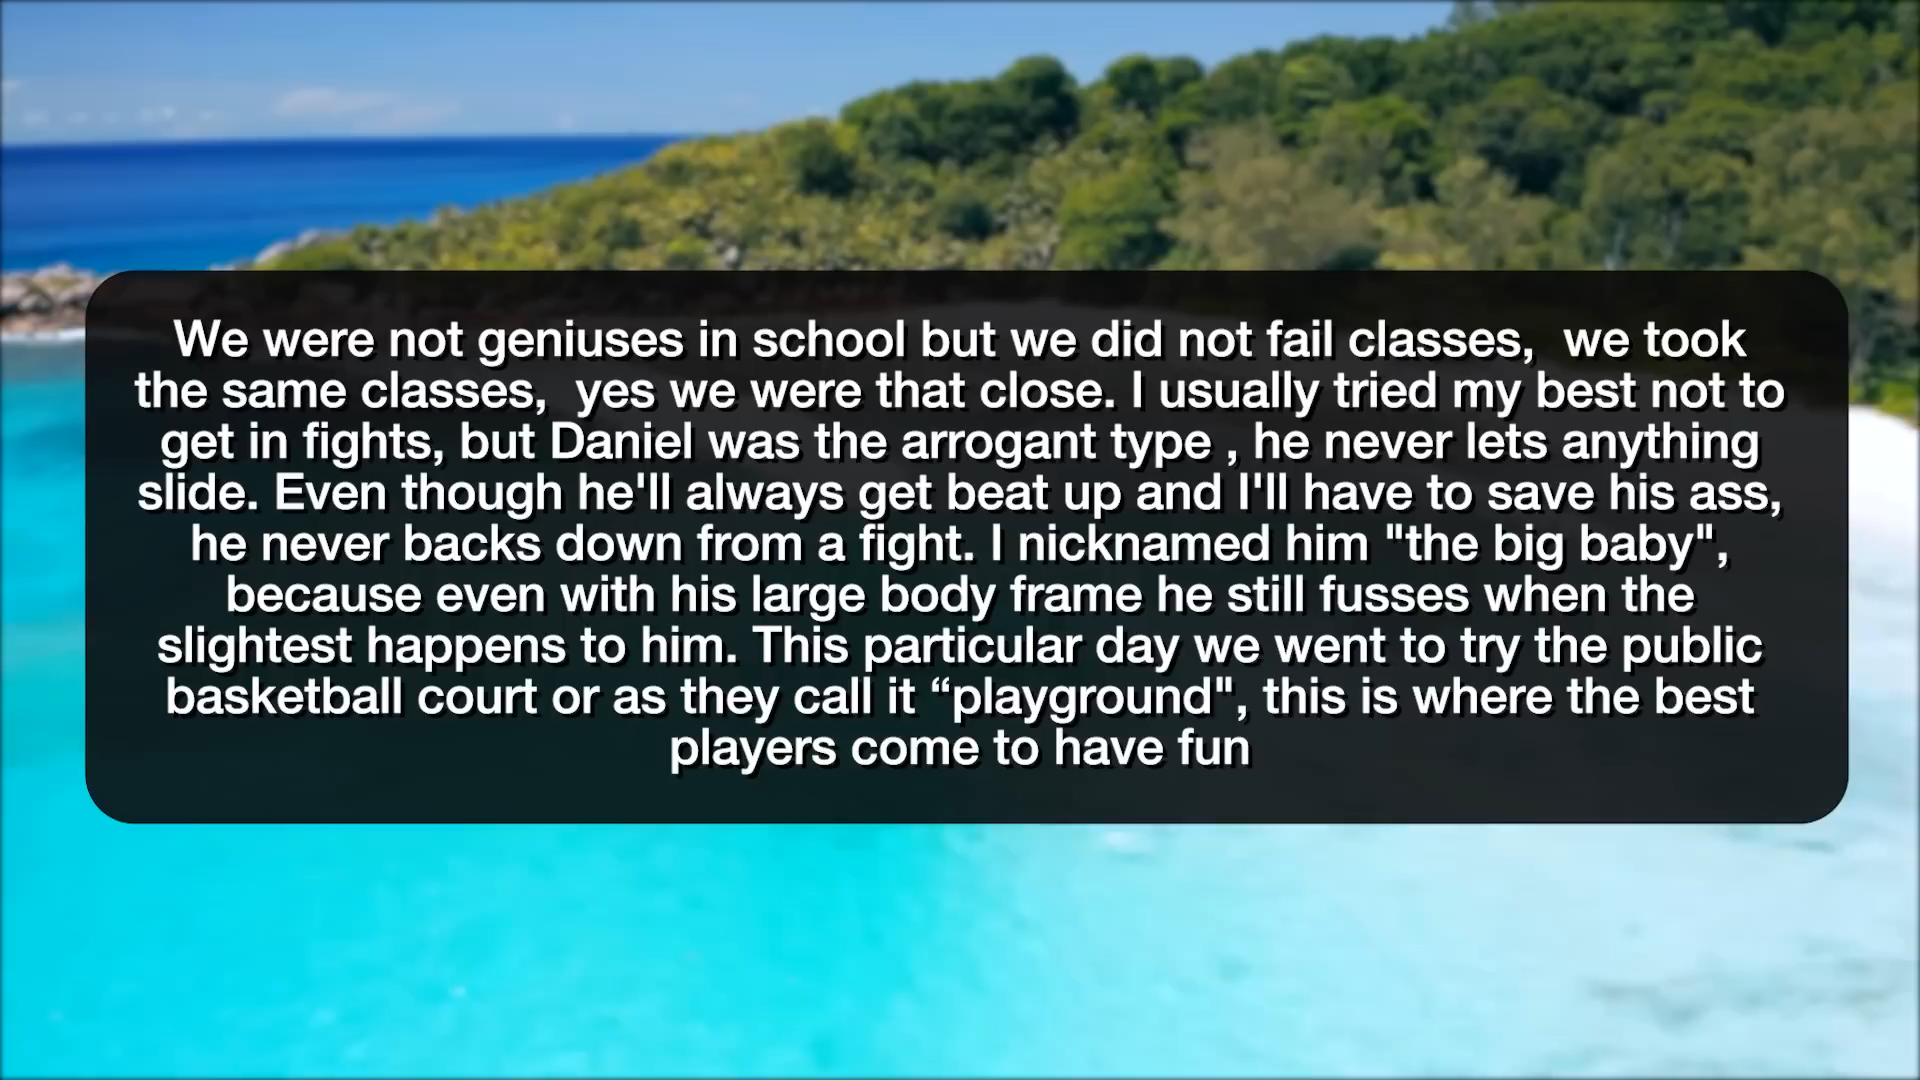 We were not geniuses in school but we did not fail classes,  we took
the same classes,  yes we were that close. I usually tried my best not to
get in fights, but Daniel was the arrogant type , he never lets anything
slide. Even though he'll always get beat up and I'll have to save his ass,
he never backs down from a fight. I nicknamed him "the big baby",
because even with his large body frame he still fusses when the
slightest happens to him. This particular day we went to try the public
basketball court or as they call it “playground", this is where the best
players come to have fun